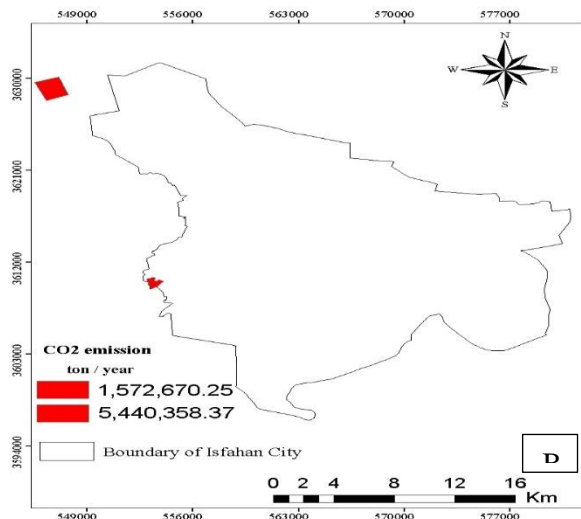 549000 556000 563000 570000 577000
N
W E
S
3630000
3621000
3612000
3603000
3594000
CO2 emission
ton / year
1,572,670.25
5,440,358.37
Boundary of Isfahan City
D
0 2 4 8 12 16
Km
549000 556000 563000 570000 577000